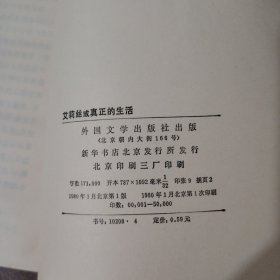 艾莉丝或真正的生活
外国文学出版社出版
(北京朝内大街166号)
新华书店北京发行所发行
北京印刷三厂印刷
字数171,000 开本787×1092毫米1/32 印张9 插页2
1980年1月北京第1版 1980年1月北京第1次印刷
印数:00,001-50,000
书号:10208·4 定价:0.59元